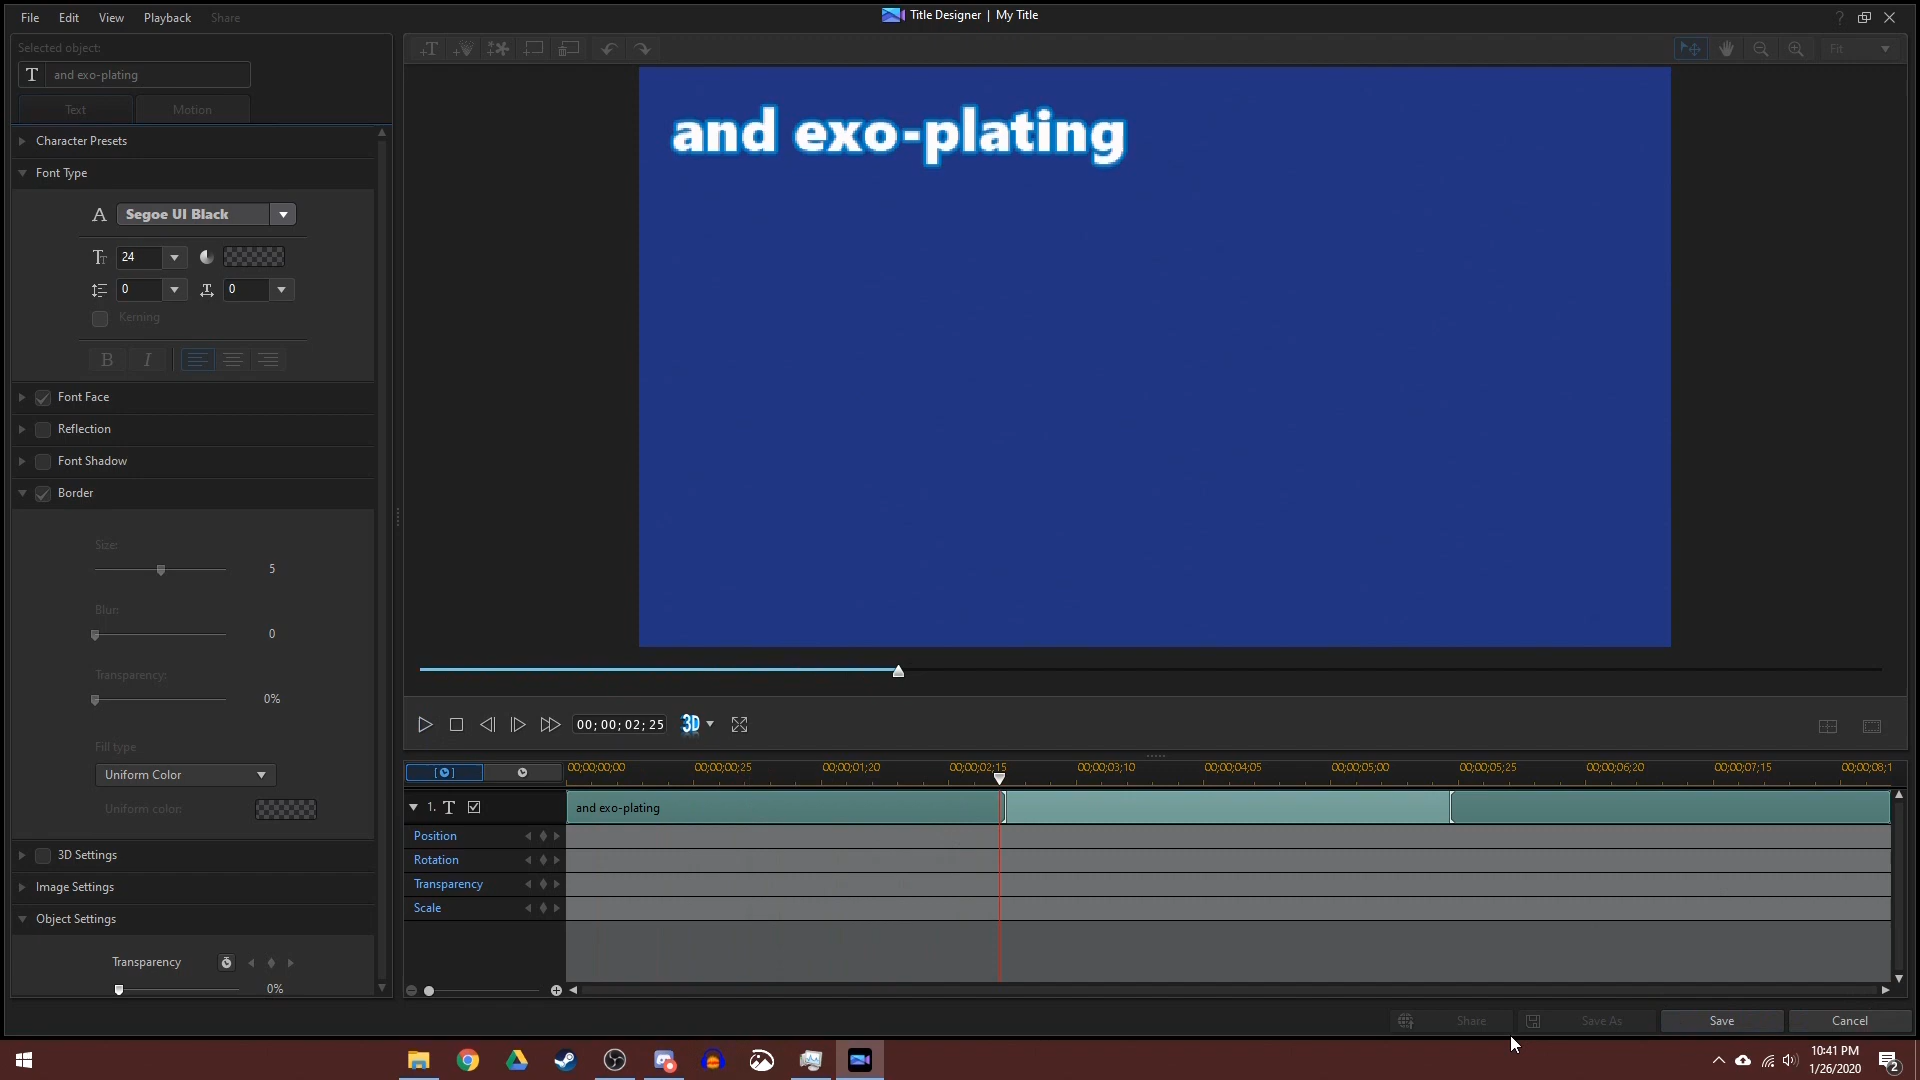 File Edit View Playback Share
Title Designer | My Title
?
Selected object:
T and exo-plating
Text Motion
Fit
and exo-plating
Character Presets
Font Type
A Segoe UI Black
24
0 0
Kerning
B I
Font Face
Reflection
Font Shadow
Border
Size:
5
Blur:
0
Transparency:
0%
Fill type
Uniform Color
Uniform color:
3D Settings
Image Settings
Object Settings
Transparency
0%
00;00;02;25 3D
00;00;00;00 00;00;00;25 00;00;01;20 00;00;02;15 00;00;03;10 00;00;04;05 00;00;05;00 00;00;05;25 00;00;06;20 00;00;07;15 00;00;08;1
1. T and exo-plating
Position
Rotation
Transparency
Scale
Share Save As Save Cancel
10:41 PM
1/26/2020
2